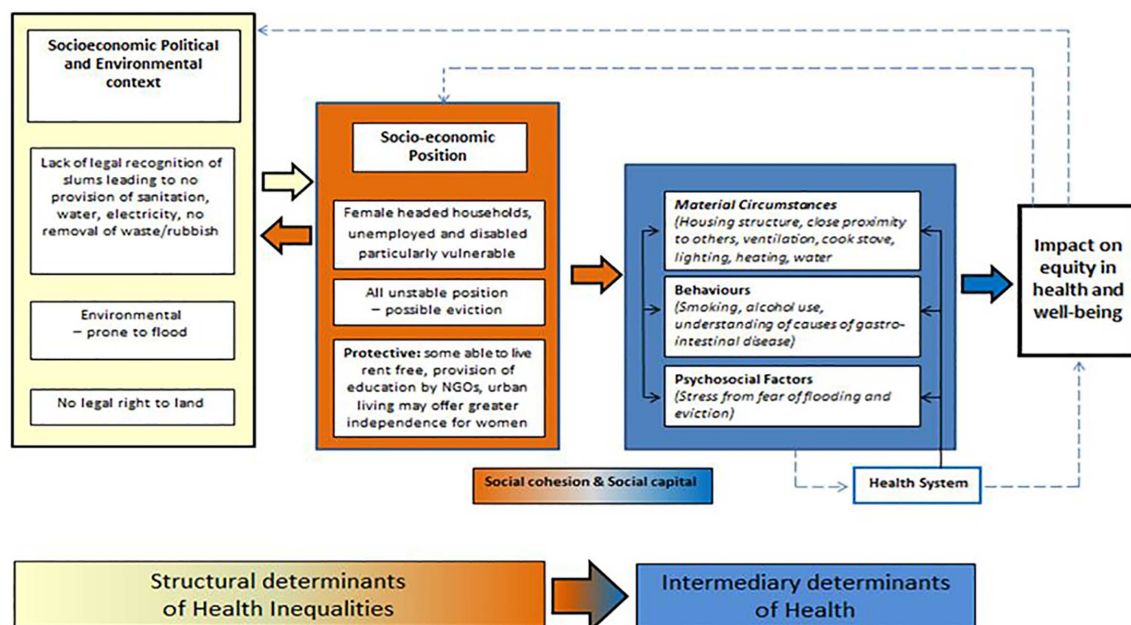 Socioeconomic Political
and Environmental
context
Lack of legal recognition of
slums leading to no
provision of sanitation,
water, electricity, no
removal of waste/rubbish
Environmental
– prone to flood
No legal right to land
Socio-economic
Position
Female headed households,
unemployed and disabled
particularly vulnerable
All unstable position
– possible eviction
Protective: some able to live
rent free, provision of
education by NGOs, urban
living may offer greater
independence for women
Material Circumstances
(Housing structure, close proximity
to others, ventilation, cook stove,
lighting, heating, water
Behaviours
(Smoking, alcohol use,
understanding of causes of gastro-
intestinal disease)
Psychosocial Factors
(Stress from fear of flooding and
eviction)
Impact on
equity in
health and
well-being
Social cohesion & Social capital
Health System
Structural determinants
of Health Inequalities
Intermediary determinants
of Health